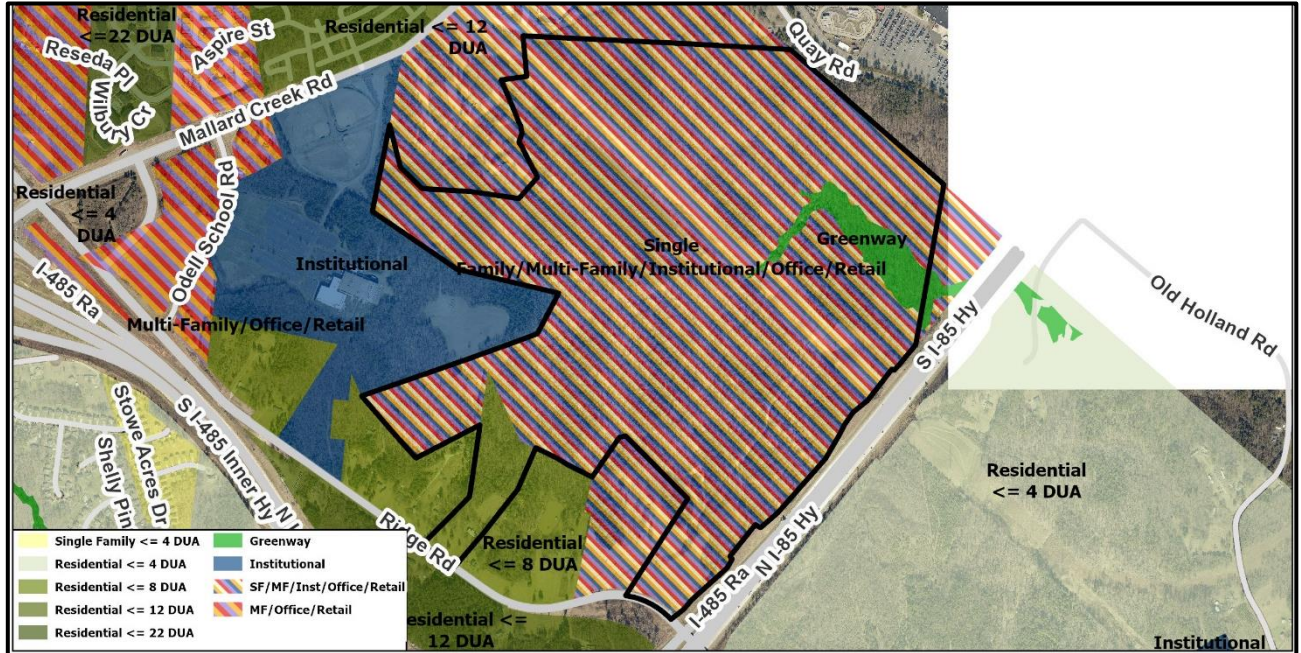 Residential
<=22 DUA
Aspire St
Residential <= 12
DUA
Quay Rd
Reseda Pl
Wilbury Cr
Mallard Creek Rd
Residential
<= 4
DUA
Odell School Rd
Institutional
Single
Family/Multi-Family/Institutional/Office/Retail
Greenway
I-485 Ra
Multi-Family/Office/Retail
S I-85 Hy
Old Holland Rd
Stowe Acres Dr
Shelly Pin
S I-485 Inner Hy
N I
Ridge Rd
Residential
<= 8 DUA
Residential
<= 4 DUA
N I-85 Hy
I-485 Ra
esidential <=
12 DUA
Institutional
Single Family <= 4 DUA
Residential <= 4 DUA
Residential <= 8 DUA
Residential <= 12 DUA
Residential <= 22 DUA
Greenway
Institutional
SF/MF/Inst/Office/Retail
MF/Office/Retail